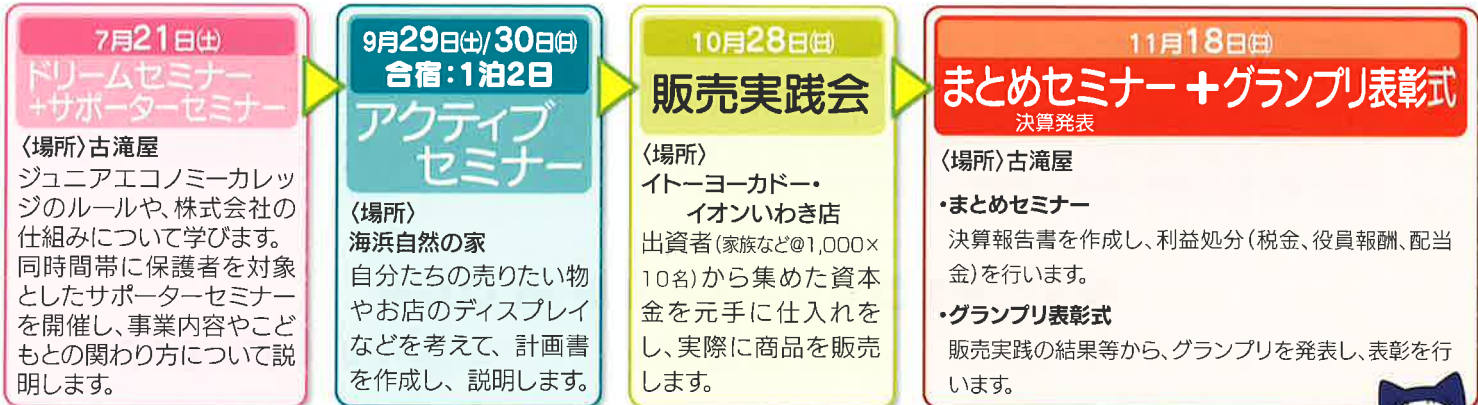 7月21日(土)
ドリームセミナー
+サポーターセミナー
〈場所〉古滝屋
ジュニアエコノミーカレッ
ジのルールや、株式会社の
仕組みについて学びます。
同時間帯に保護者を対象
としたサポーターセミナー
を開催し、事業内容やこど
もとの関わり方について説
明します。
9月29日(土)/30日(日)
合宿:1泊2日
アクティブ
セミナー
〈場所〉
海浜自然の家
自分たちの売りたい物
やお店のディスプレイ
などを考えて、計画書
を作成し、説明します。
10月28日(日)
販売実践会
〈場所〉
イトーヨーカドー・
イオンいわき店
出資者(家族など@1,000×
10名)から集めた資本
金を元手に仕入れを
し、実際に商品を販売
します。
11月18日(日)
まとめセミナー+グランプリ表彰式
決算発表
〈場所〉古滝屋
・まとめセミナー
決算報告書を作成し、利益処分(税金、役員報酬、配当
金)を行います。
・グランプリ表彰式
販売実践の結果等から、グランプリを発表し、表彰を行
います。